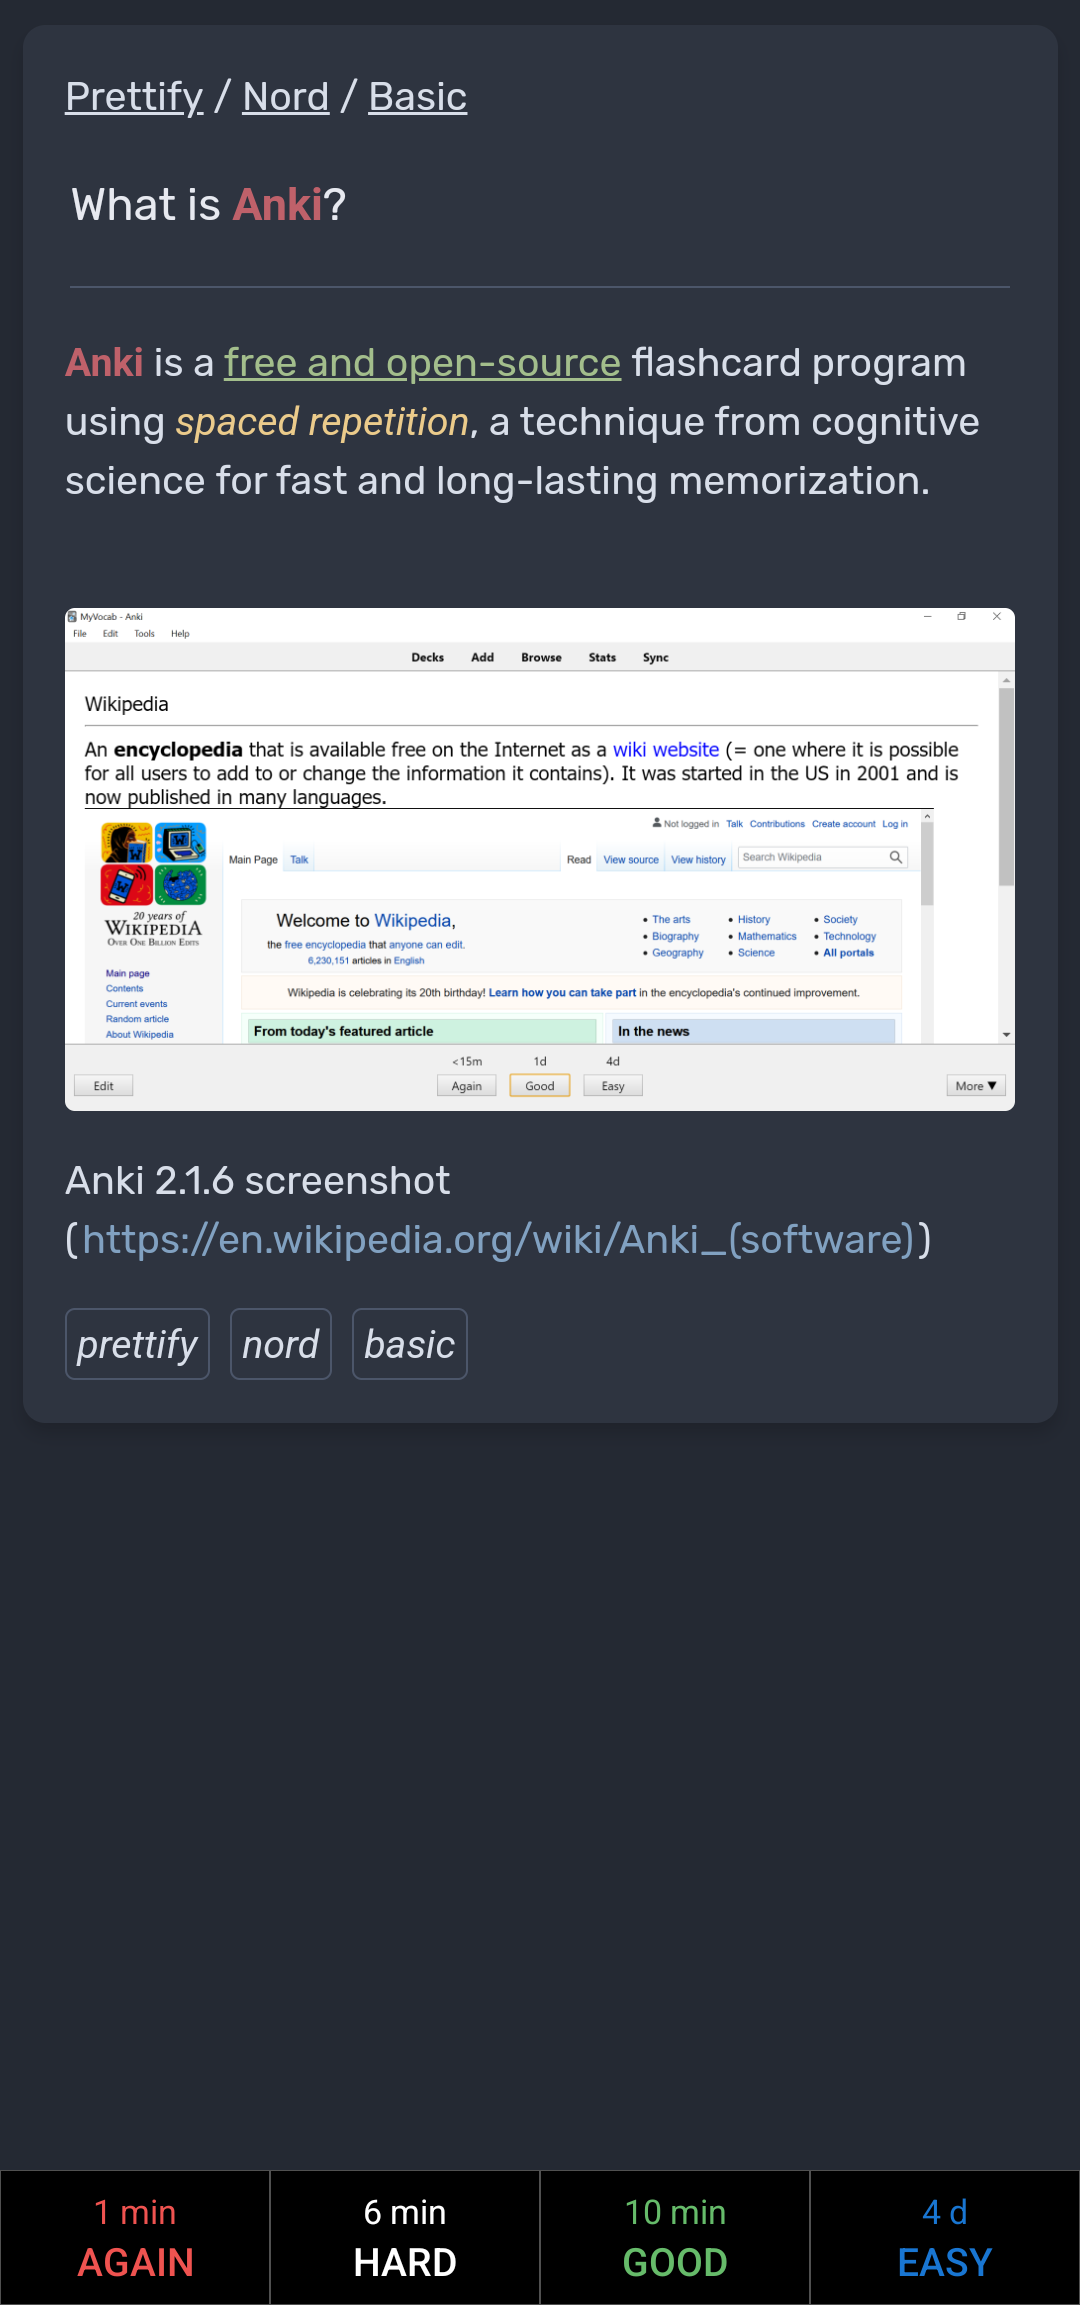 Prettify / Nord / Basic
What is Anki?
Anki is a free and open-source flashcard program
using spaced repetition, a technique from cognitive
science for fast and long-lasting memorization.
MyVocab - Anki
File Edit Tools Help
Decks Add Browse Stats Sync
Wikipedia
An encyclopedia that is available free on the Internet as a wiki website (= one where it is possible
for all users to add to or change the information it contains). It was started in the US in 2001 and is
now published in many languages.
Not logged in Talk Contributions Create account Log in
Main Page Talk Read View source View history Search Wikipedia
20 years of
WIKIPEDIA
OVER ONE BILLION EDITS
Welcome to Wikipedia,
the free encyclopedia that anyone can edit.
6,230,151 articles in English
• The arts • History • Society
• Biography • Mathematics • Technology
• Geography • Science • All portals
Main page
Contents
Current events
Random article
About Wikipedia
Wikipedia is celebrating its 20th birthday! Learn how you can take part in the encyclopedia's continued improvement.
From today's featured article In the news
<15m 1d 4d
Edit Again Good Easy More ▼
Anki 2.1.6 screenshot
(https://en.wikipedia.org/wiki/Anki_(software))
prettify nord basic
1 min 6 min 10 min 4 d
AGAIN HARD GOOD EASY